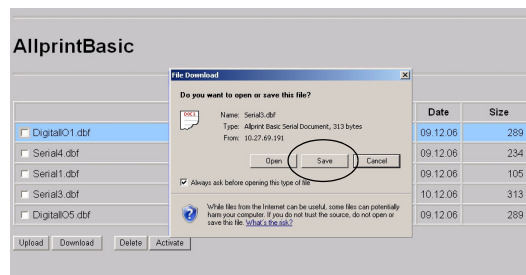 AllprintBasic
File Download
Do you want to open or save this file?
DOC1
Name: Serial3.dbf
Type: Allprint Basic Serial Document, 313 bytes
From: 10.27.69.191
Open Save Cancel
Always ask before opening this type of file
While files from the Internet can be useful, some files can potentially
harm your computer. If you do not trust the source, do not open or
save this file. What's the risk?
Date Size
DigitalIO1.dbf 09.12.06 289
Serial4.dbf 09.12.06 234
Serial1.dbf 09.12.06 105
Serial3.dbf 10.12.06 313
DigitalIO5.dbf 09.12.06 289
Upload Download Delete Activate